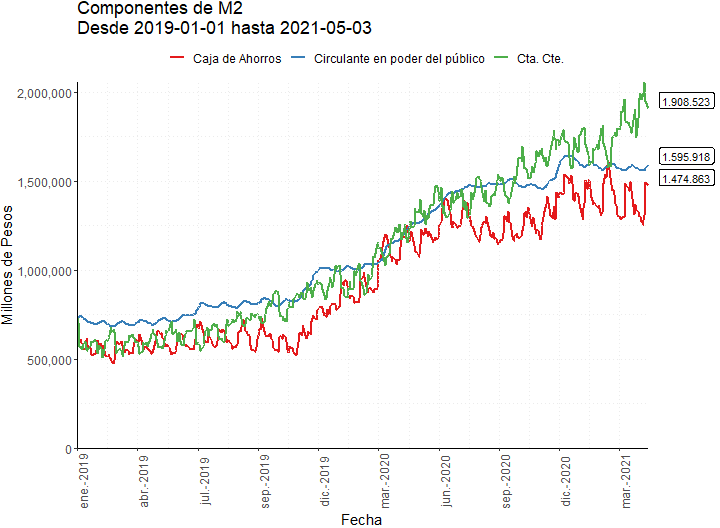 Componentes de M2
Desde 2019-01-01 hasta 2021-05-03
Caja de Ahorros Circulante en poder del público Cta. Cte.
2,000,000
1,500,000
1,000,000
500,000
0
Millones de Pesos
1.908.523
1.595.918
1.474.863
ene.-2019 abr.-2019 jul.-2019 sep.-2019 dic.-2019 mar.-2020 jun.-2020 sep.-2020 dic.-2020 mar.-2021
Fecha